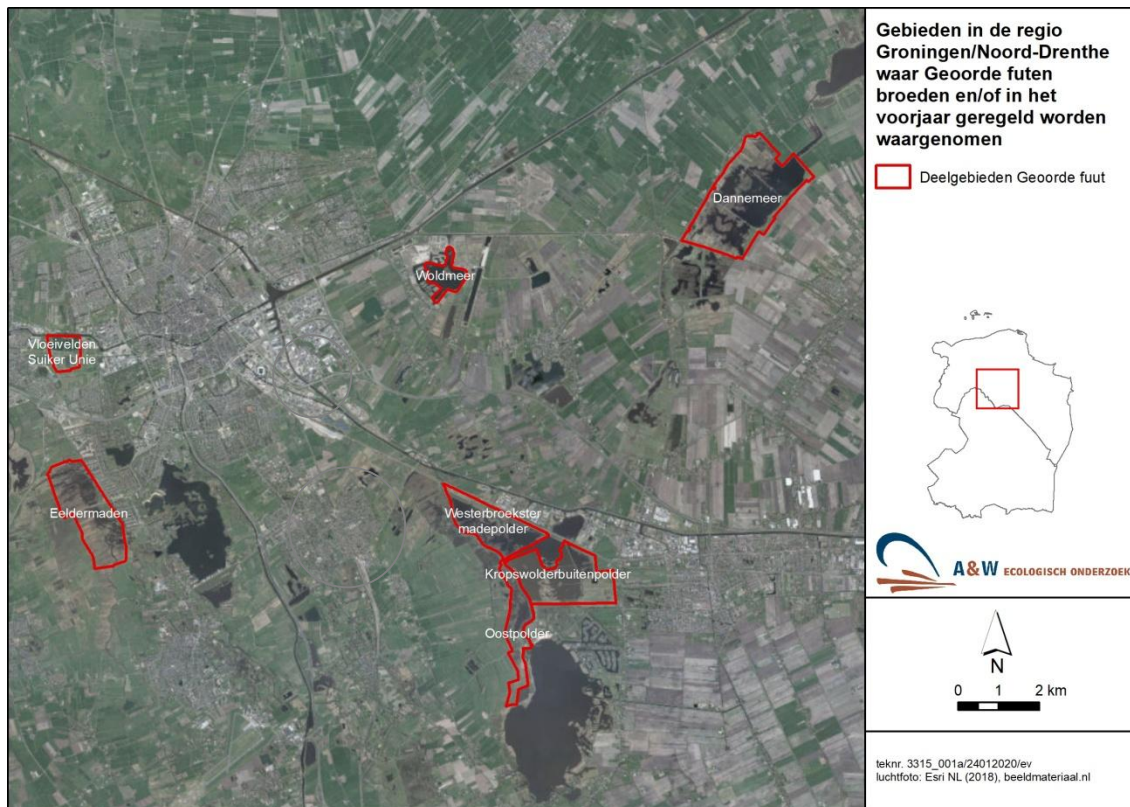 Gebieden in de regio
Groningen/Noord-Drenthe
waar Geoorde futen
broeden en/of in het
voorjaar geregeld worden
waargenomen
Deelgebieden Geoorde fuut
Dannemeer
Woldmeer
Vloeivelden
Suiker Unie
Eeldermaden
Westerbroekster
madepolder
Kropswolderbuitenpolder
Oostpolder
A&W ECOLOGISCH ONDERZOEK
N
0 1 2 km
teknr. 3315_001a/24012020/ev
luchtfoto: Esri NL (2018), beeldmateriaal.nl